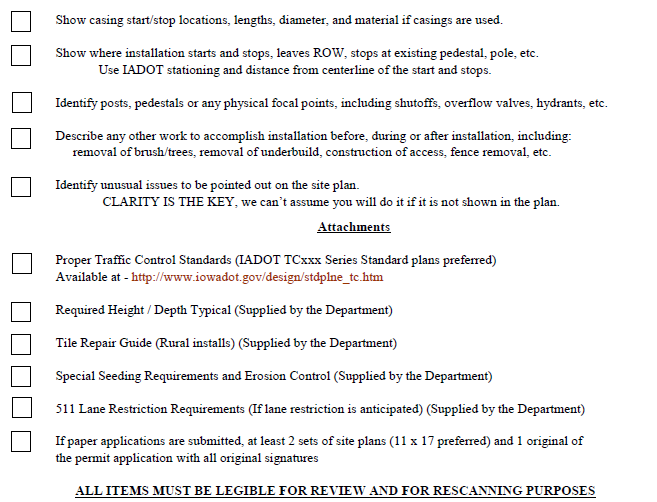 Show casing start/stop locations, lengths, diameter, and material if casings are used.
Show where installation starts and stops, leaves ROW, stops at existing pedestal, pole, etc.
Use IADOT stationing and distance from centerline of the start and stops.
Identify posts, pedestals or any physical focal points, including shutoffs, overflow valves, hydrants, etc.
Describe any other work to accomplish installation before, during or after installation, including:
removal of brush/trees, removal of underbuild, construction of access, fence removal, etc.
Identify unusual issues to be pointed out on the site plan.
CLARITY IS THE KEY, we can't assume you will do it if it is not shown in the plan.
Attachments
Proper Traffic Control Standards (IADOT TCxxx Series Standard plans preferred)
Available at - http://www.iowadot.gov/design/stdplne_tc.htm
Required Height / Depth Typical (Supplied by the Department)
Tile Repair Guide (Rural installs) (Supplied by the Department)
Special Seeding Requirements and Erosion Control (Supplied by the Department)
511 Lane Restriction Requirements (If lane restriction is anticipated) (Supplied by the Department)
If paper applications are submitted, at least 2 sets of site plans (11 x 17 preferred) and 1 original of
the permit application with all original signatures
ALL ITEMS MUST BE LEGIBLE FOR REVIEW AND FOR RESCANNING PURPOSES